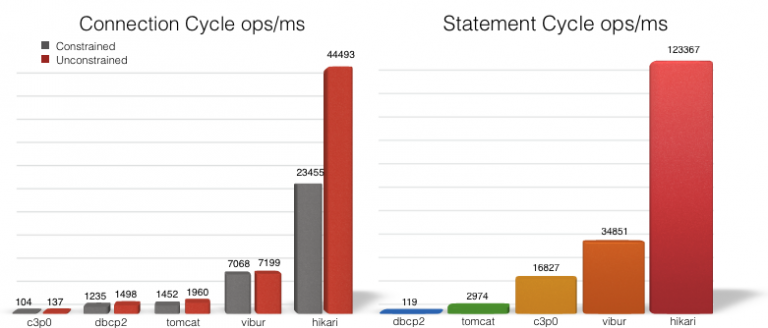 Connection Cycle ops/ms
Constrained
Unconstrained
104 137 1235 1498 1452 1960 7068 7199 23455 44493
c3p0 dbcp2 tomcat vibur hikari
Statement Cycle ops/ms
119 2974 16827 34851 123367
dbcp2 tomcat c3p0 vibur hikari